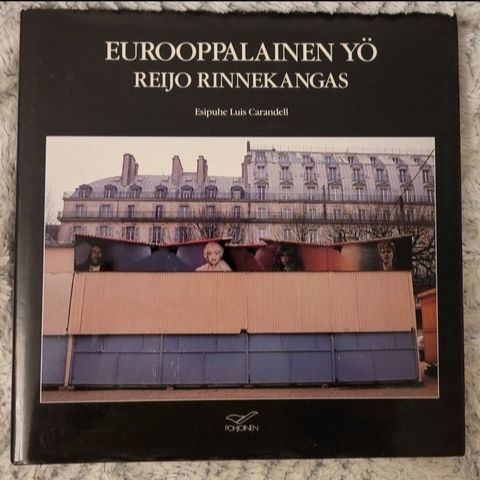 EUROOPPALAINEN YÖ
REIJO RINNEKANGAS
Esipuhe Luis Carandell
POHJOINEN